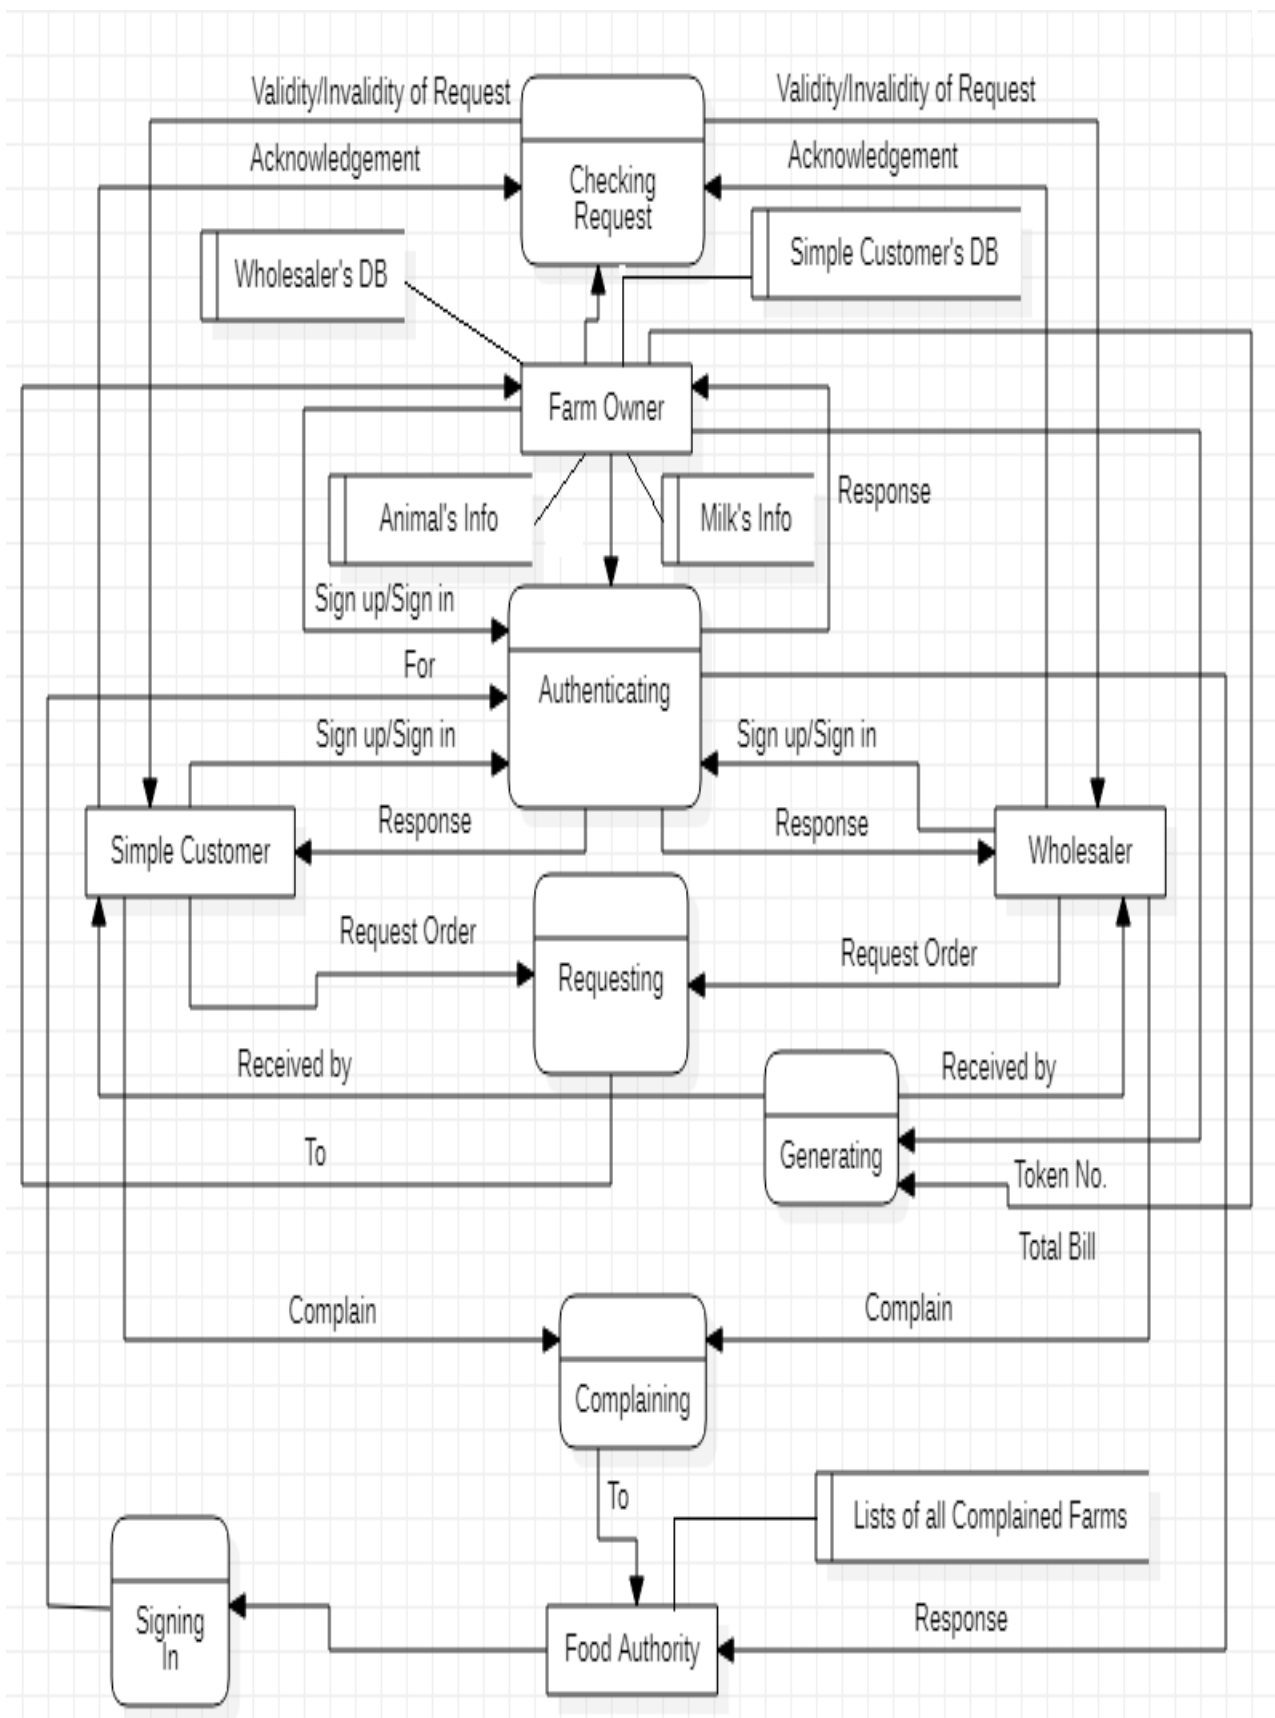 Validity/Invalidity of Request
Validity/Invalidity of Request
Acknowledgement
Acknowledgement
Checking
Request
Simple Customer's DB
Wholesaler's DB
Farm Owner
Response
Animal's Info
Milk's Info
Sign up/Sign in
For
Authenticating
Sign up/Sign in
Sign up/Sign in
Response
Response
Simple Customer
Wholesaler
Request Order
Request Order
Requesting
Received by
Received by
To
Generating
Token No.
Total Bill
Complain
Complain
Complaining
To
Lists of all Complained Farms
Signing
In
Food Authority
Response